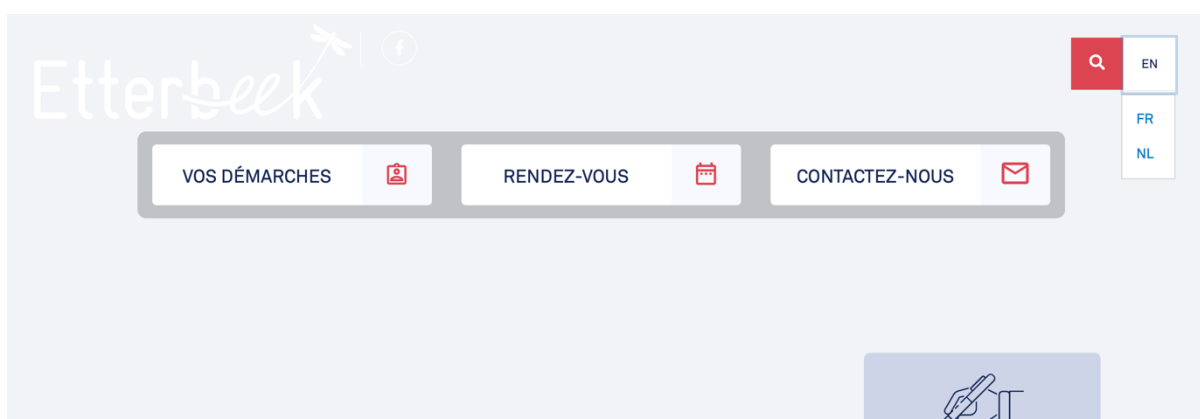 Etterbeek
EN
FR
NL
VOS DÉMARCHES
RENDEZ-VOUS
CONTACTEZ-NOUS